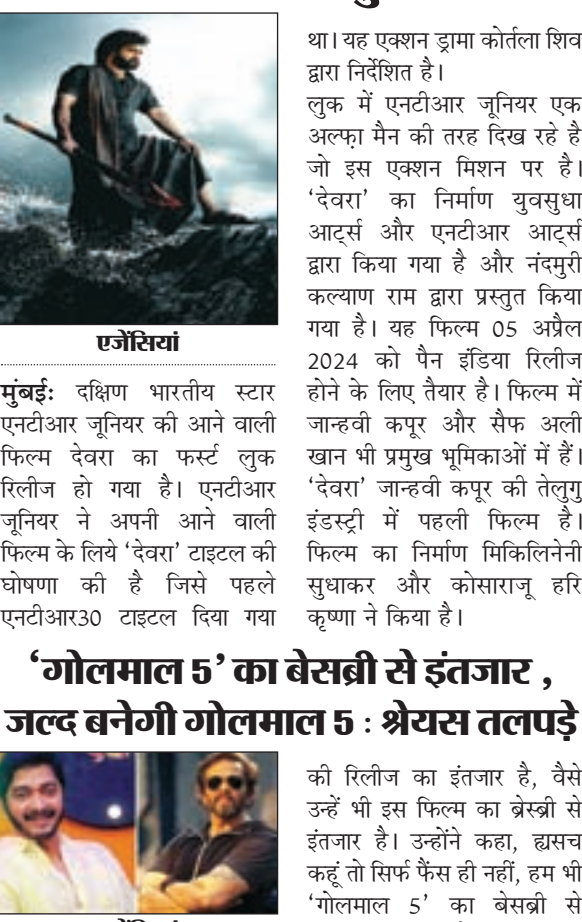 एजेंसियां
मुंबईः दक्षिण भारतीय स्टार
एनटीआर जूनियर की आने वाली
फिल्म देवरा का फर्स्ट लुक
रिलीज हो गया है। एनटीआर
जूनियर ने अपनी आने वाली
फिल्म के लिये ‘देवरा’ टाइटल की
घोषणा की है जिसे पहले
एनटीआर30 टाइटल दिया गया
था। यह एक्शन ड्रामा कोर्तला शिव
द्वारा निर्देशित है।
लुक में एनटीआर जूनियर एक
अल्फा़ मैन की तरह दिख रहे है
जो इस एक्शन मिशन पर है।
‘देवरा’ का निर्माण युवसुधा
आर्ट्स और एनटीआर आर्ट्स
द्वारा किया गया है और नंदमुरी
कल्याण राम द्वारा प्रस्तुत किया
गया है। यह फिल्म 05 अप्रैल
2024 को पैन इंडिया रिलीज
होने के लिए तैयार है। फिल्म में
जान्हवी कपूर और सैफ अली
खान भी प्रमुख भूमिकाओं में हैं।
‘देवरा’ जान्हवी कपूर की तेलुगु
इंडस्ट्री में पहली फिल्म है।
फिल्म का निर्माण मिकिलिनेनी
सुधाकर और कोसाराजू हरि
कृष्णा ने किया है।
‘गोलमाल 5’ का बेसब्री से इंतजार ,
जल्द बनेगी गोलमाल 5 : श्रेयस तलपड़े
की रिलीज का इंतजार है, वैसे
उन्हें भी इस फिल्म का ब्रेस्ब्री से
इंतजार है। उन्होंने कहा, ह्यसच
कहूं तो सिर्फ फैंस ही नहीं, हम भी
‘गोलमाल 5’ का बेसब्री से